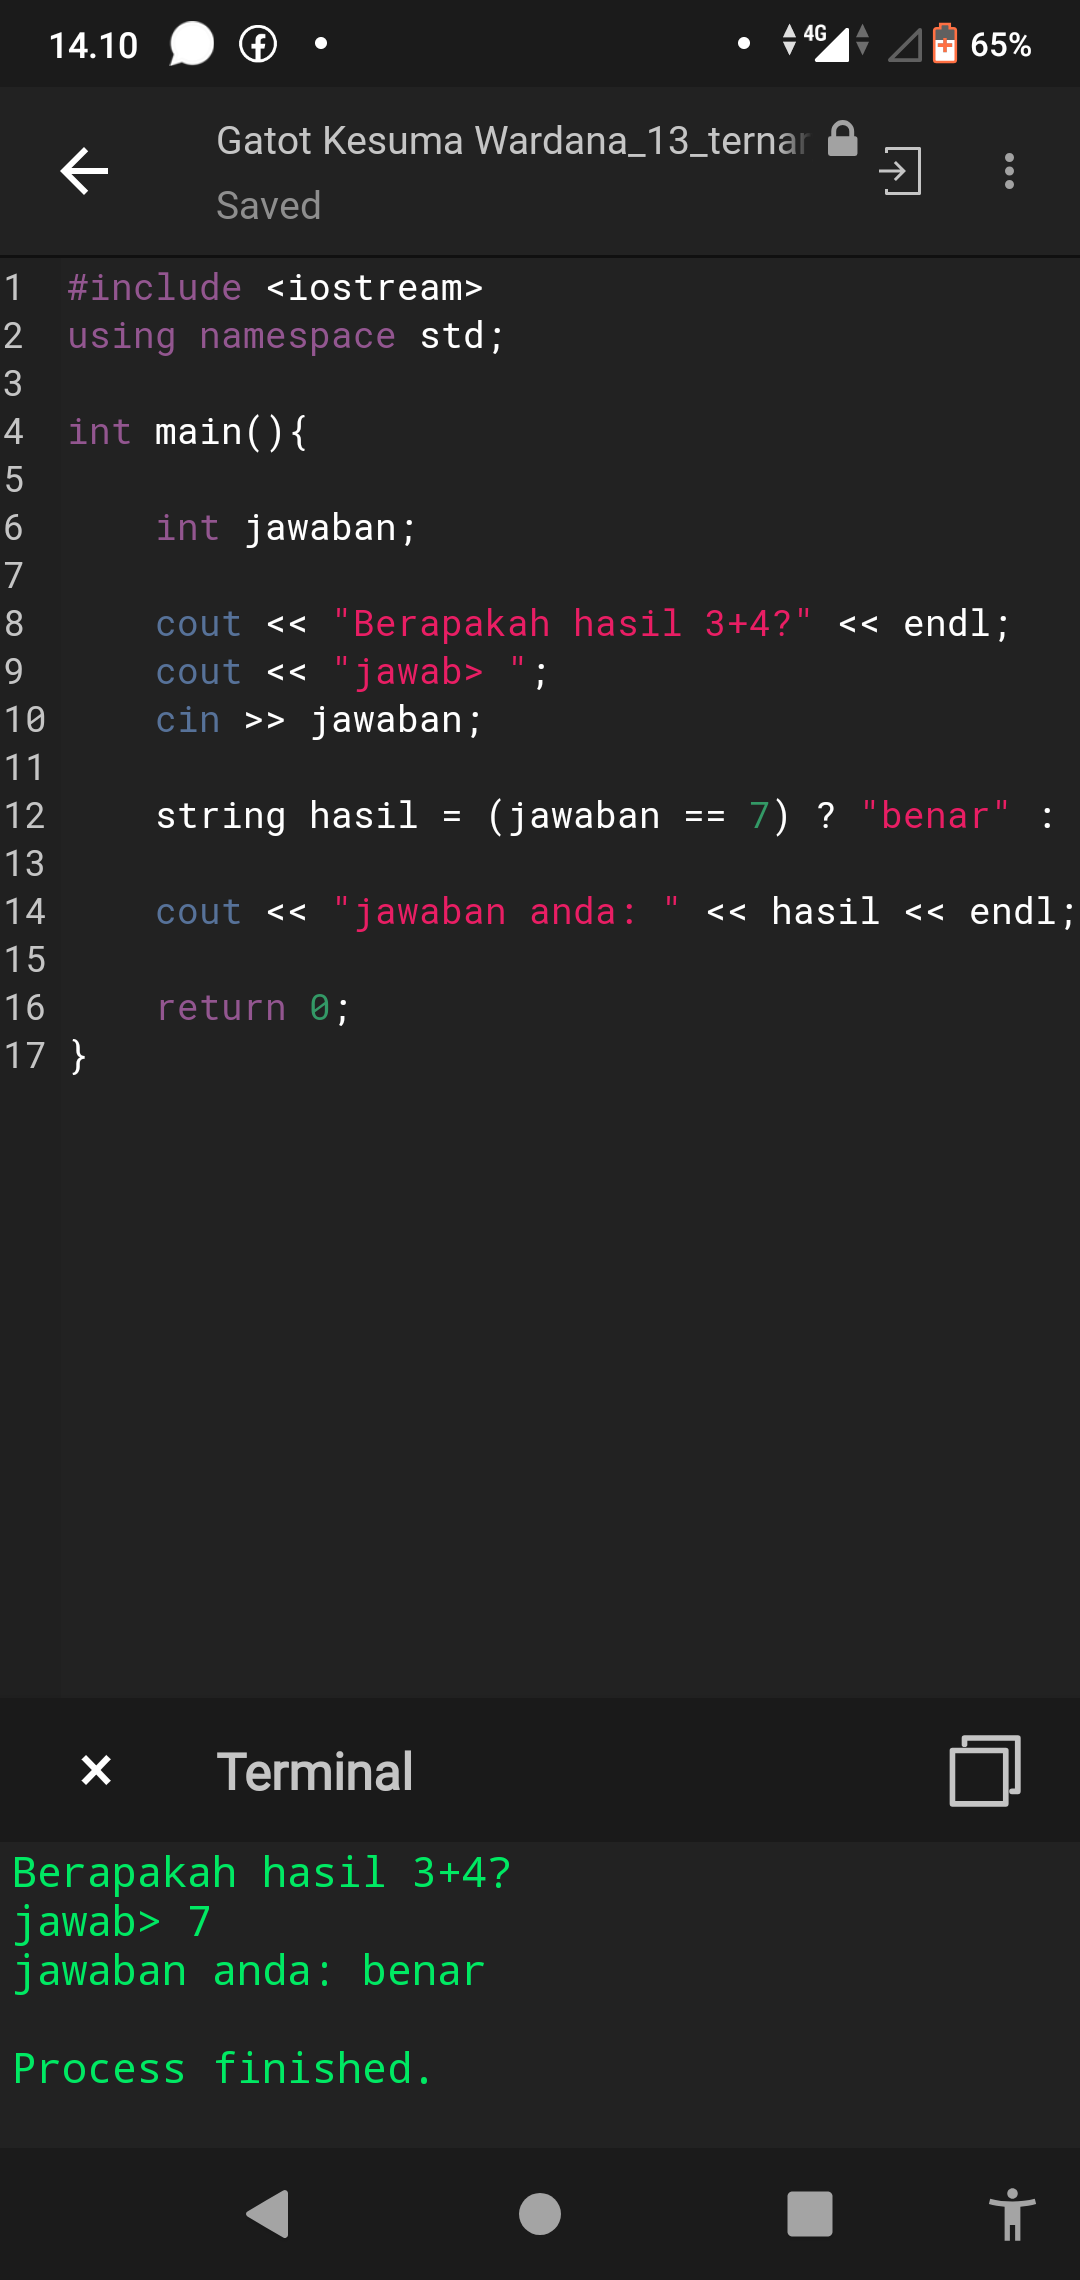 14.10
4G
65%
Gatot Kesuma Wardana_13_ternar
Saved
1 #include <iostream>
2 using namespace std;
3
4 int main(){
5
6     int jawaban;
7
8     cout << "Berapakah hasil 3+4?" << endl;
9     cout << "jawab> ";
10     cin >> jawaban;
11
12     string hasil = (jawaban == 7) ? "benar" :
13
14     cout << "jawaban anda: " << hasil << endl;
15
16     return 0;
17 }
Terminal
Berapakah hasil 3+4?
jawab> 7
jawaban anda: benar
Process finished.